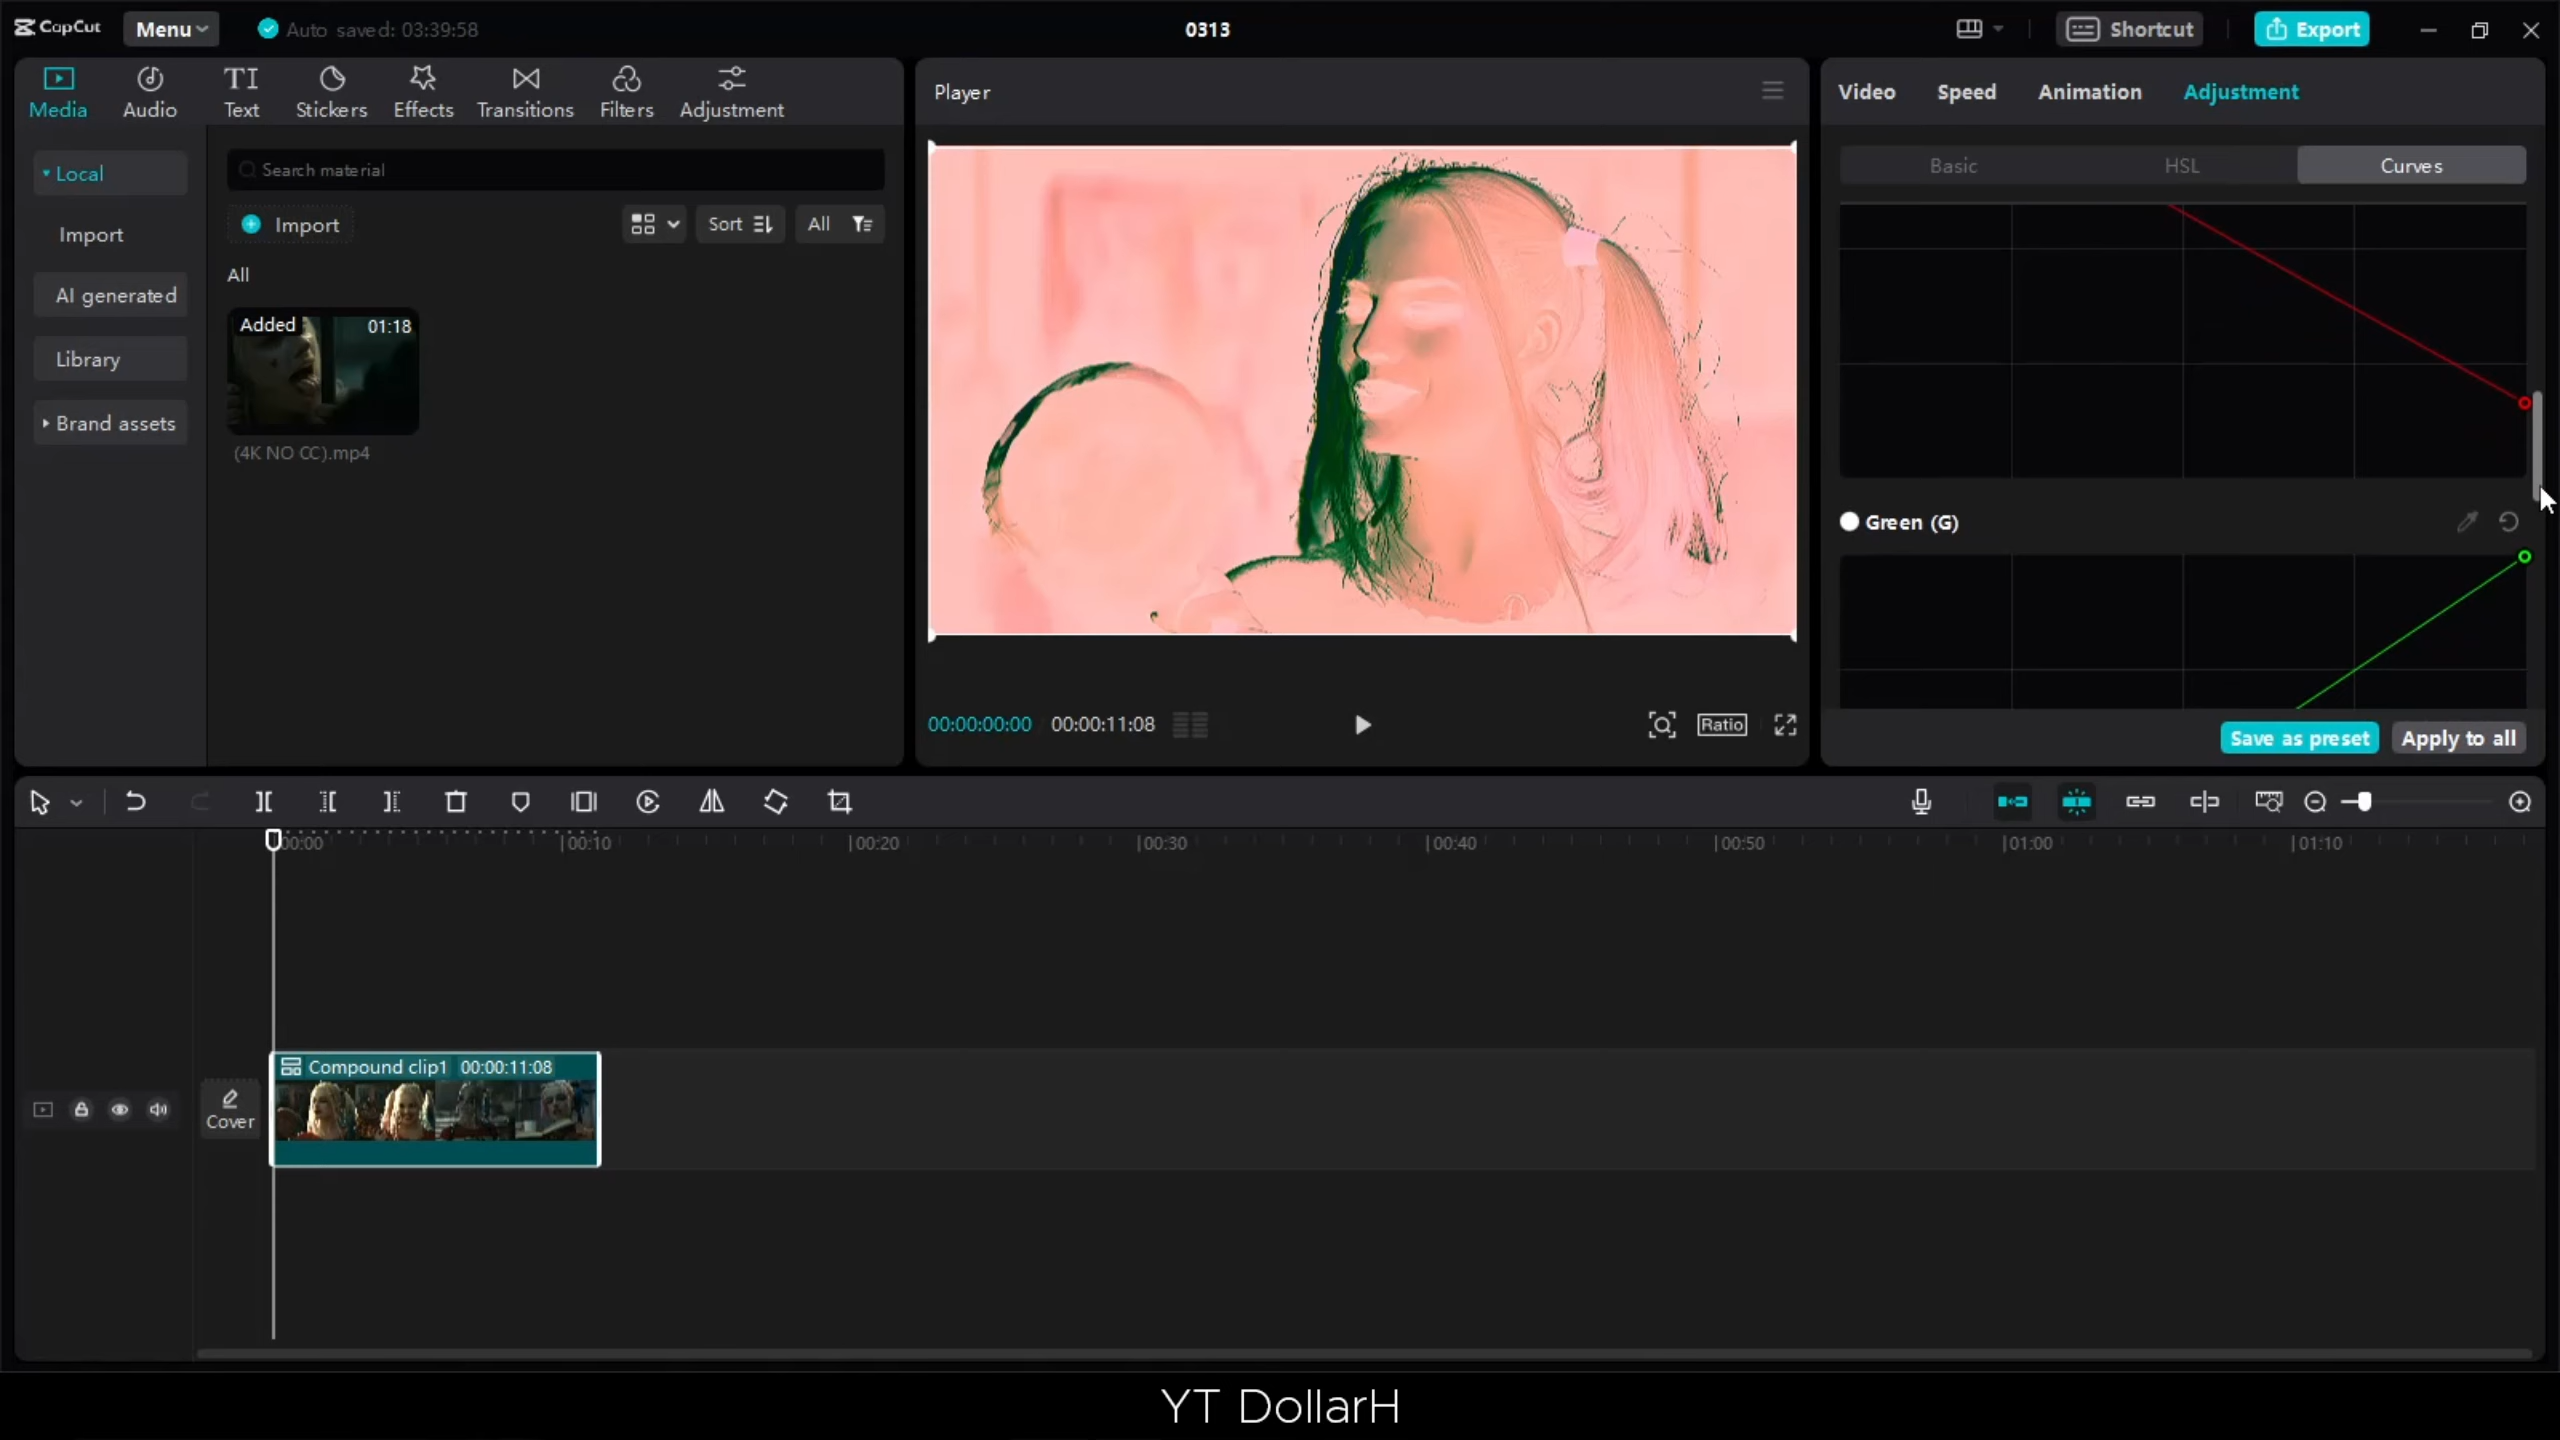 CapCut
Menu
Auto saved: 03:39:58
0313
Shortcut
Export
Media
Audio
Text
Stickers
Effects
Transitions
Filters
Adjustment
Local
Import
AI generated
Library
Brand assets
Search material
Import
Sort
All
All
Added
01:18
(4K NO CC).mp4
Player
00:00:00:00
00:00:11:08
Ratio
Video
Speed
Animation
Adjustment
Basic
HSL
Curves
Green (G)
Save as preset
Apply to all
00:00
00:10
00:20
00:30
00:40
00:50
01:00
01:10
Compound clip1 00:00:11:08
Cover
YT DollarH